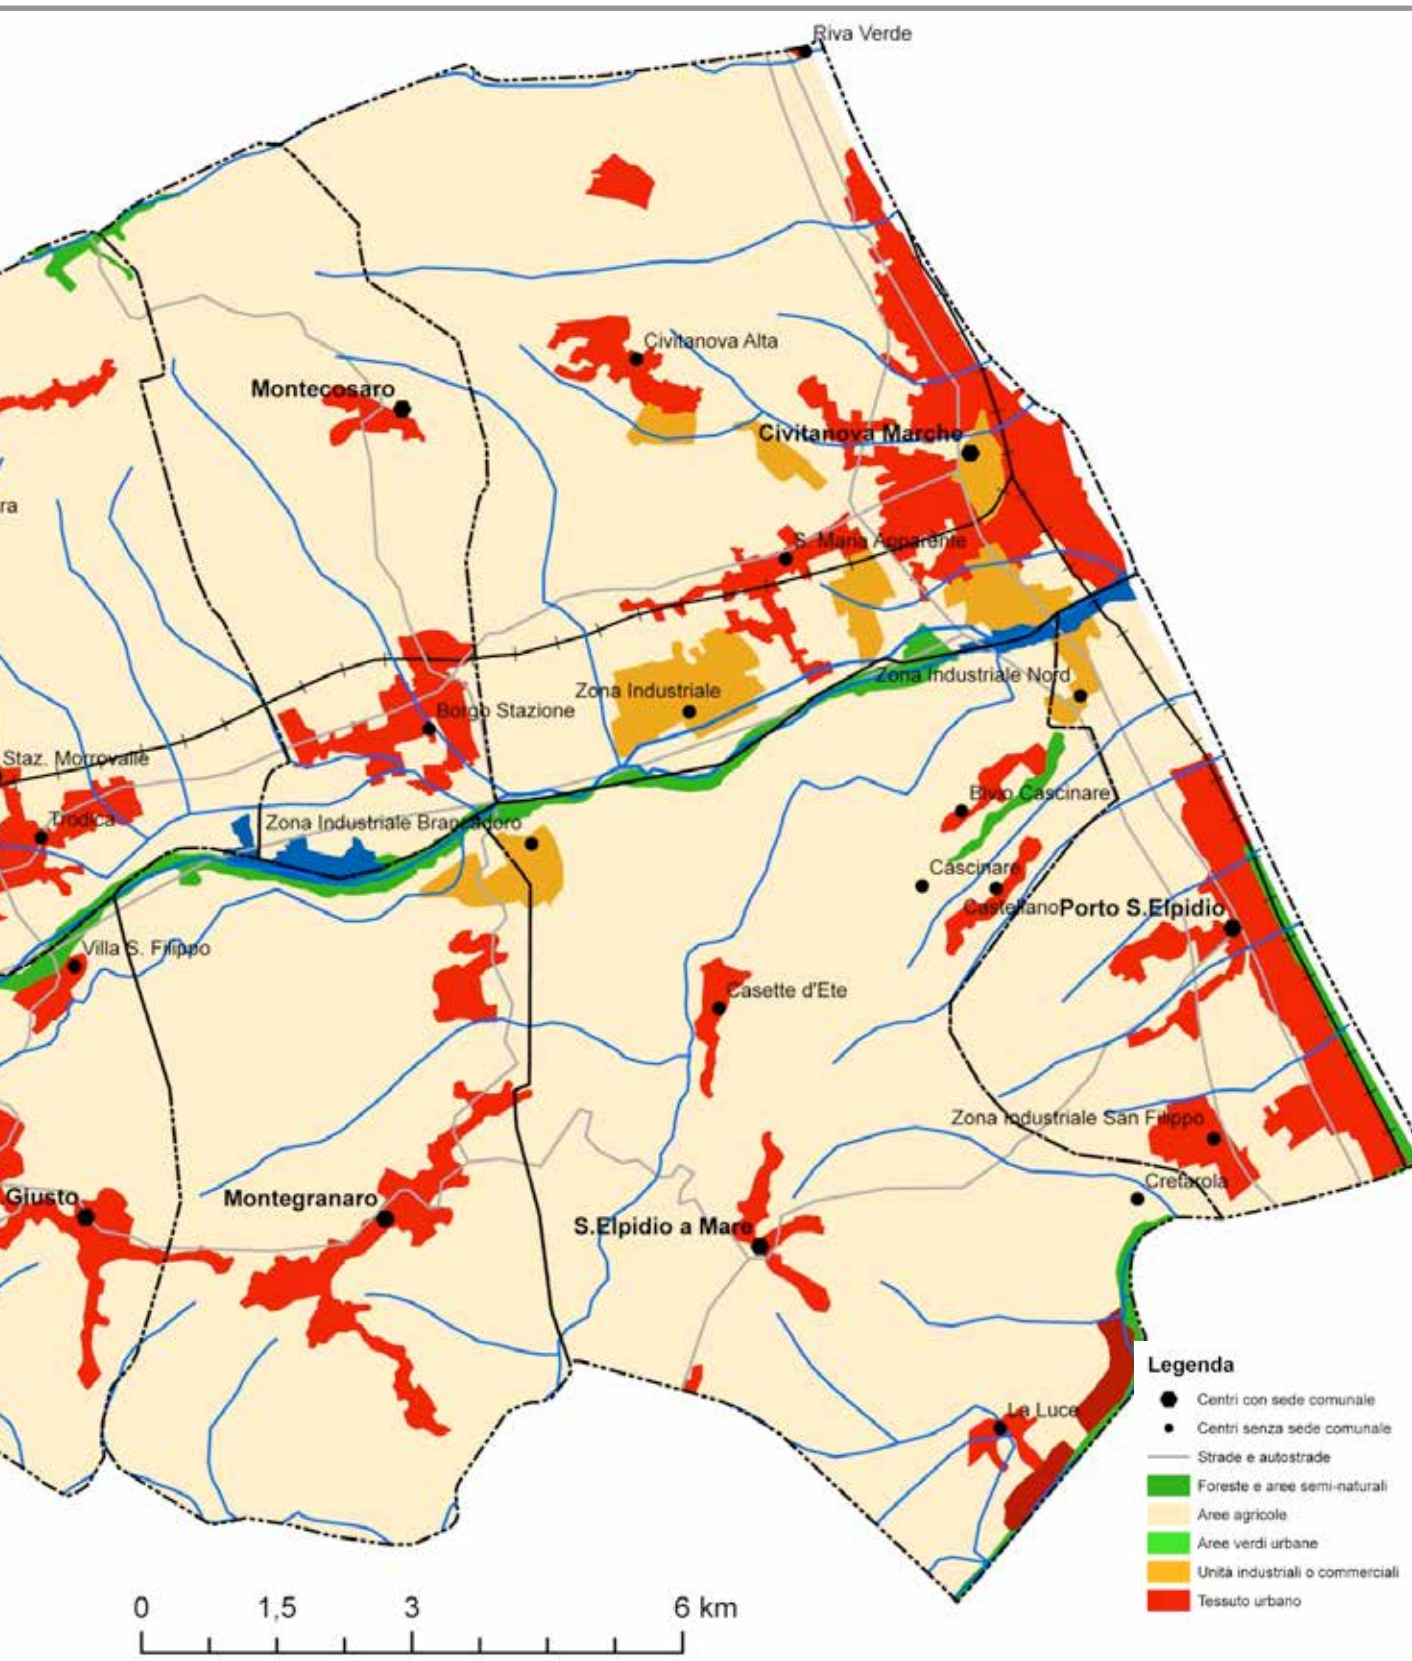 Riva Verde
Civitanova Alta
Montecosaro
Civitanova Marche
ra
S. Maria Apparente
Zona Industriale Nord
Zona Industriale
Borgo Stazione
Staz. Morrovalle
Bivio Cascinare
Trodica
Zona Industriale Brancadoro
Cascinare
Castellano
Porto S.Elpidio
Villa S. Filippo
Casette d'Ete
Zona Industriale San Filippo
Cretarola
Giusto
Montegranaro
S.Elpidio a Mare
La Luce
Legenda
Centri con sede comunale
Centri senza sede comunale
Strade e autostrade
Foreste e aree semi-naturali
Aree agricole
Aree verdi urbane
Unità industriali o commerciali
Tessuto urbano
0 1,5 3 6 km